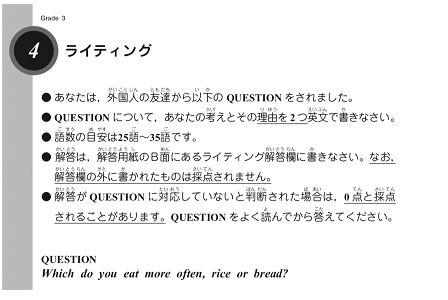 Grade 3
4 ライティング
● あなたは，外国人の友達から以下の QUESTION をされました。
● QUESTION について，あなたの考えとその理由を2つ英文で書きなさい。
● 語数の目安は25語～35語です。
● 解答は，解答用紙のB面にあるライティング解答欄に書きなさい。なお，
解答欄の外に書かれたものは採点されません。
● 解答が QUESTION に対応していないと判断された場合は，0点と採点
されることがあります。QUESTION をよく読んでから答えてください。
QUESTION
Which do you eat more often, rice or bread?